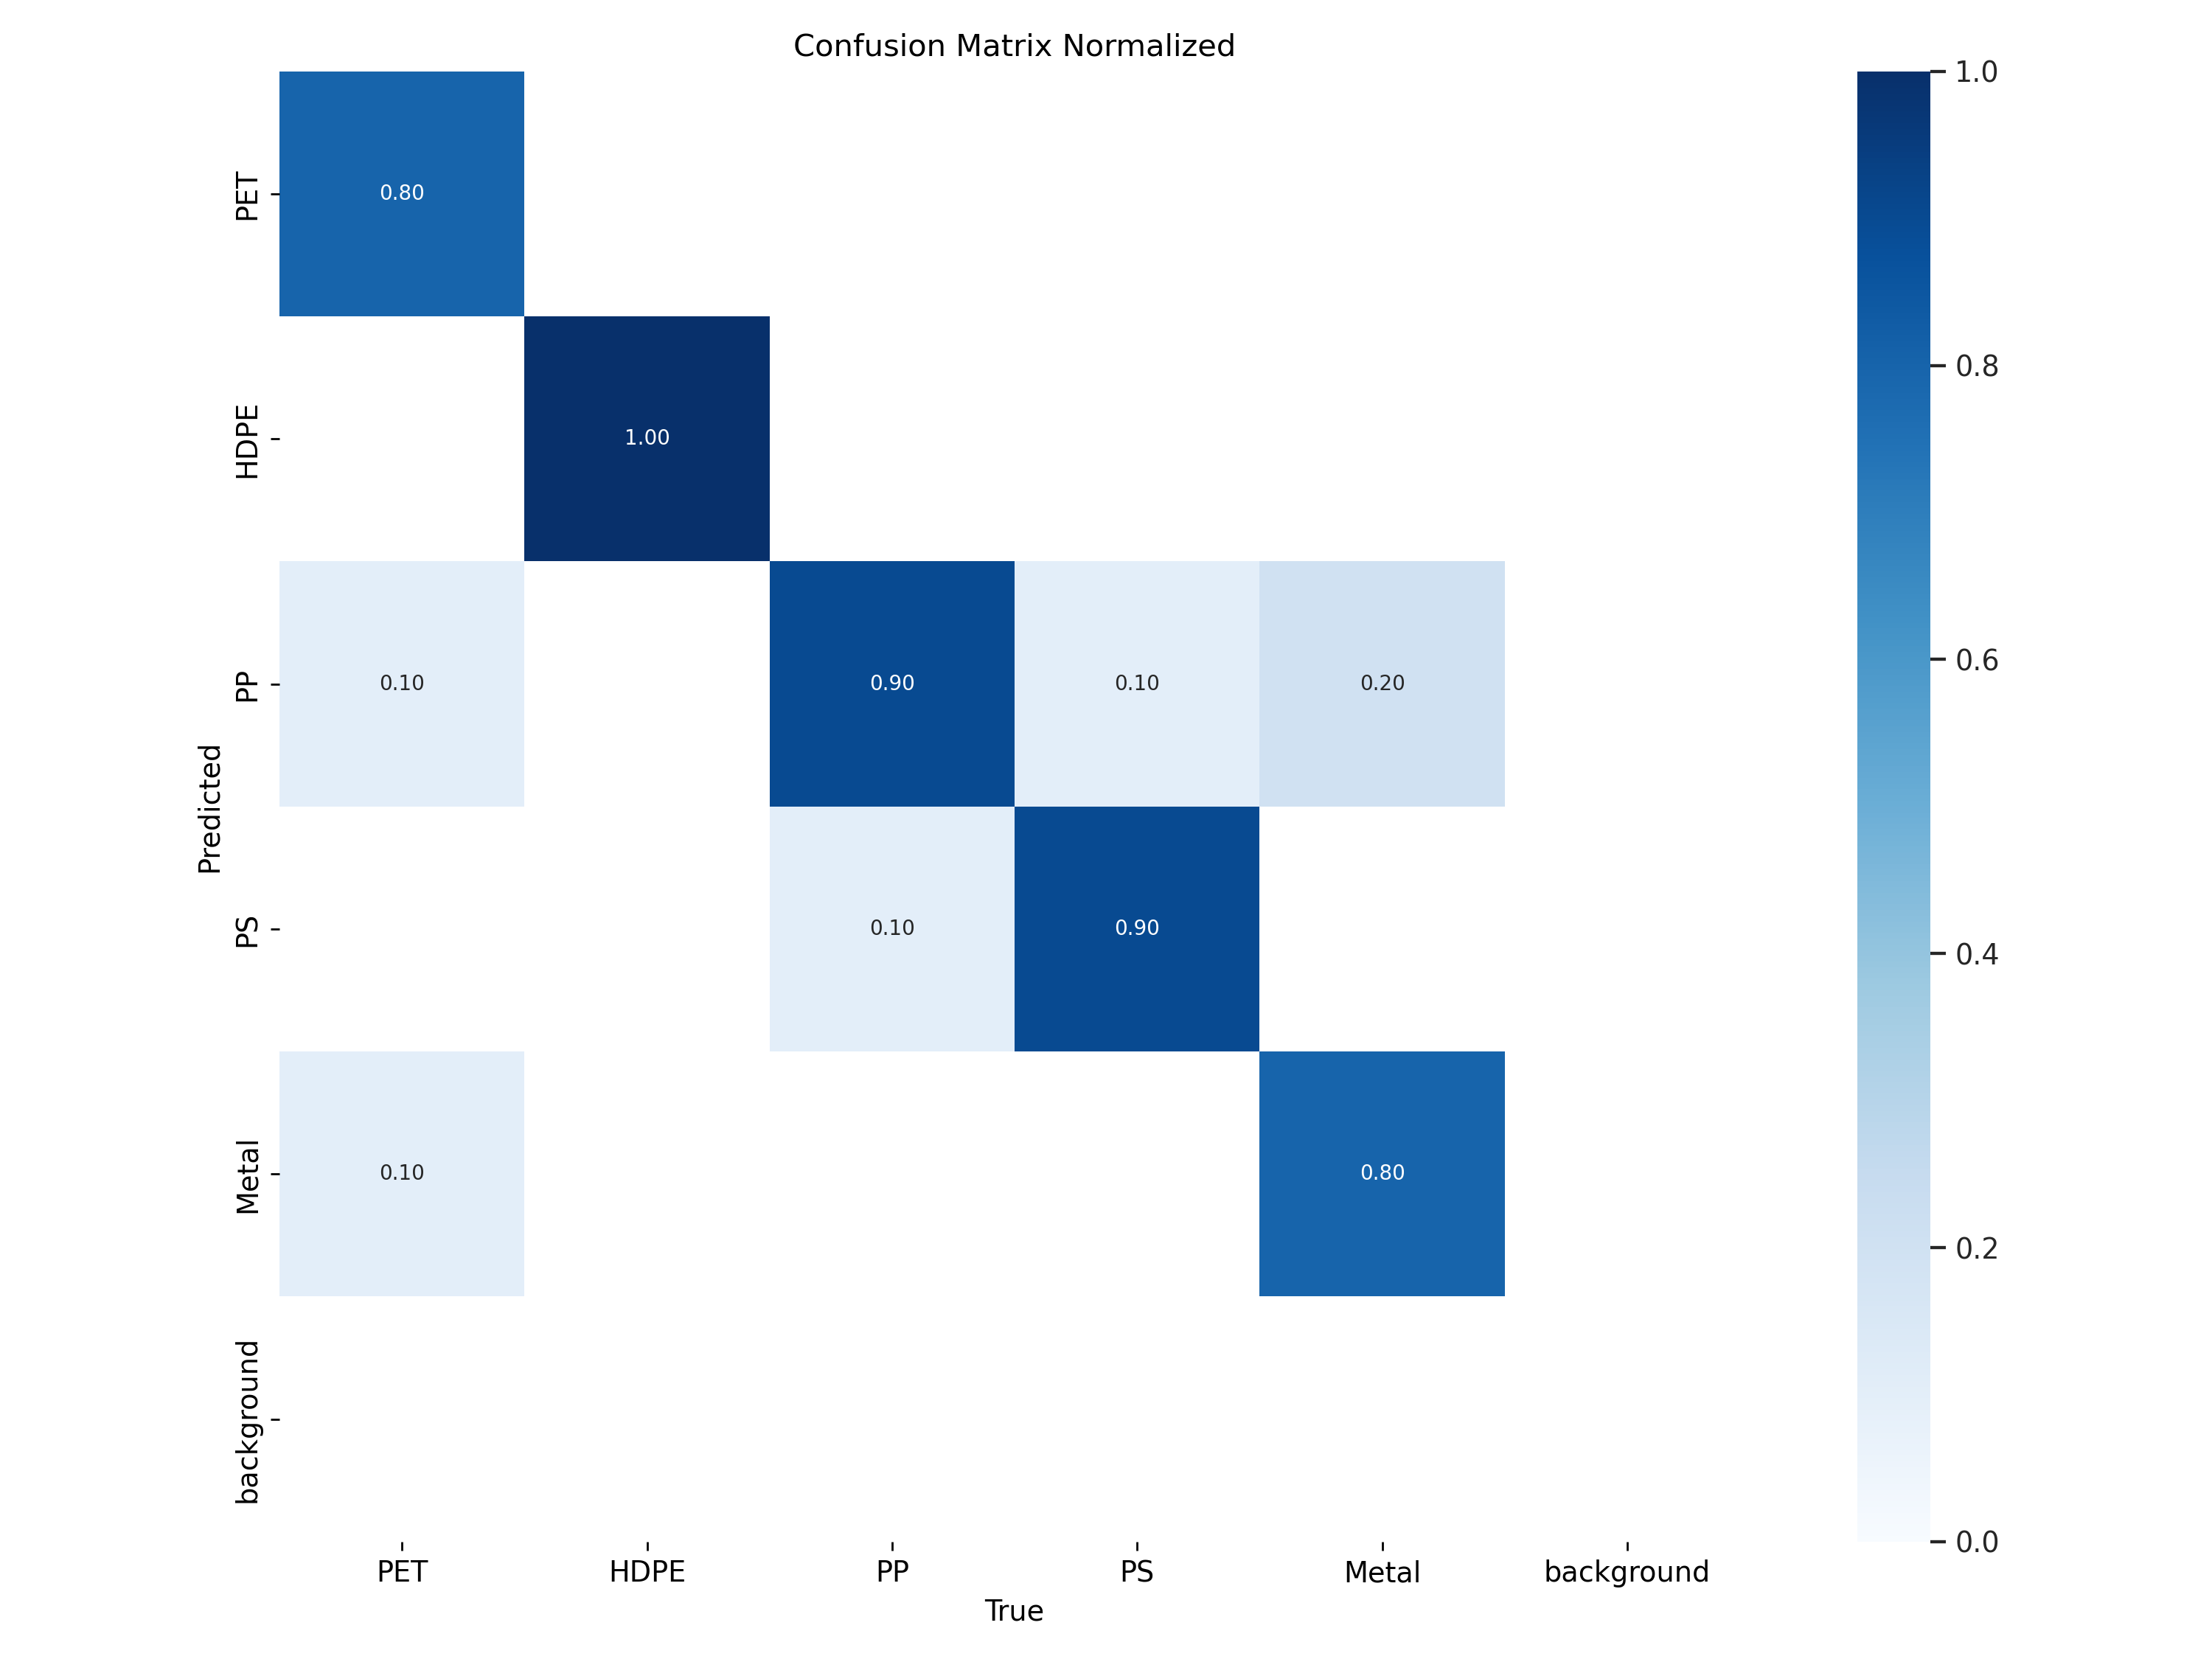 Confusion Matrix Normalized
PET
0.80
HDPE
1.00
PP
0.10 0.90 0.10 0.20
PS
0.10 0.90
Metal
0.10 0.80
background
Predicted
PET HDPE PP PS Metal background
True
1.0
0.8
0.6
0.4
0.2
0.0